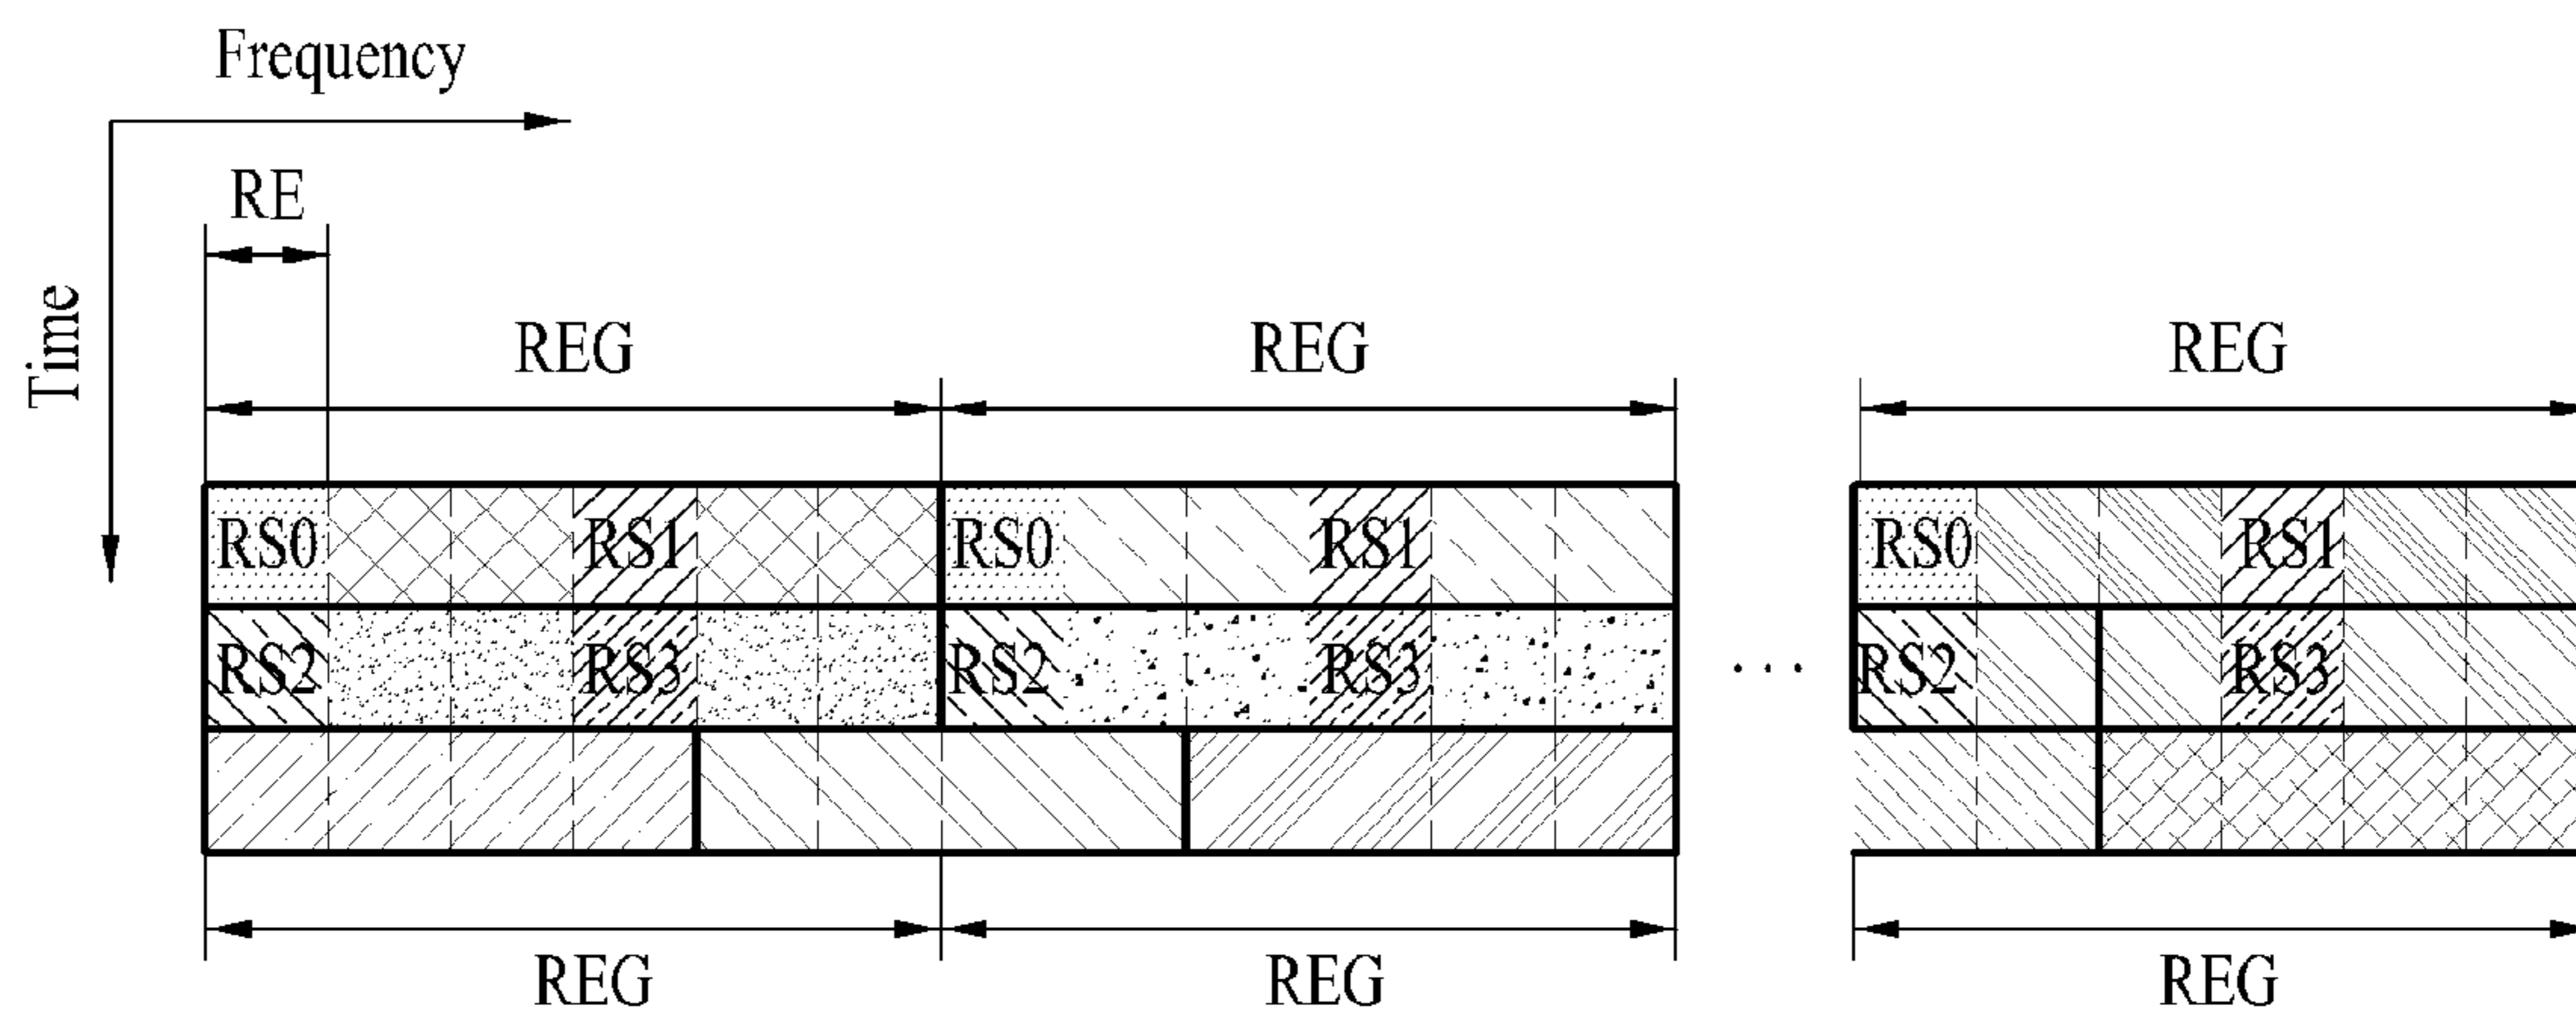 Frequency
RE
Time
REG REG REG
RS0 RS1 RS0 RS1 RS0 RS1
RS2 RS3 RS2 RS3 ... RS2 RS3
REG REG REG